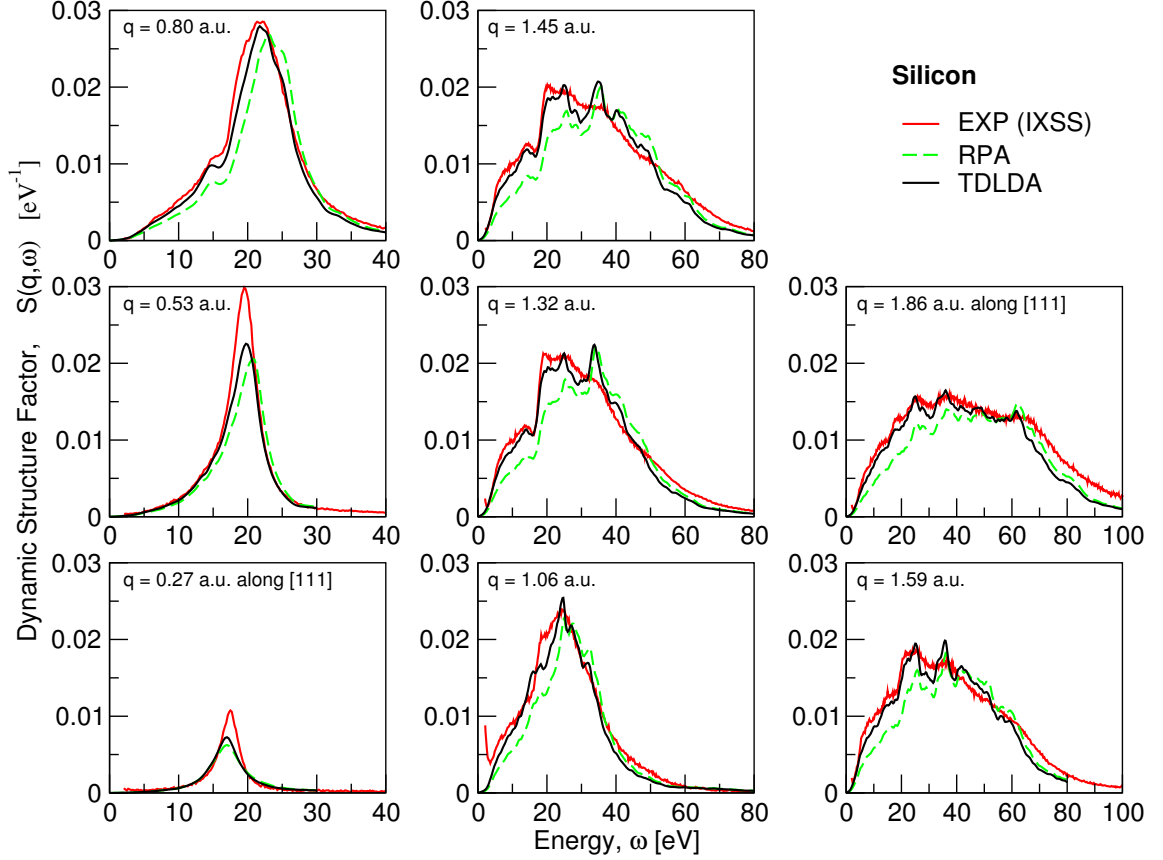 Dynamic Structure Factor, S(q,ω) [eV⁻¹]
q = 0.80 a.u.
0.03
0.02
0.01
0
0 10 20 30 40
q = 1.45 a.u.
0.03
0.02
0.01
0
0 20 40 60 80
Silicon
EXP (IXSS)
RPA
TDLDA
q = 0.53 a.u.
0.03
0.02
0.01
0
0 10 20 30 40
q = 1.32 a.u.
0.03
0.02
0.01
0
0 20 40 60 80
q = 1.86 a.u. along [111]
0.03
0.02
0.01
0
0 20 40 60 80 100
q = 0.27 a.u. along [111]
0.03
0.02
0.01
0
0 10 20 30 40
q = 1.06 a.u.
0.03
0.02
0.01
0
0 20 40 60 80
q = 1.59 a.u.
0.03
0.02
0.01
0
0 20 40 60 80 100
Energy, ω [eV]